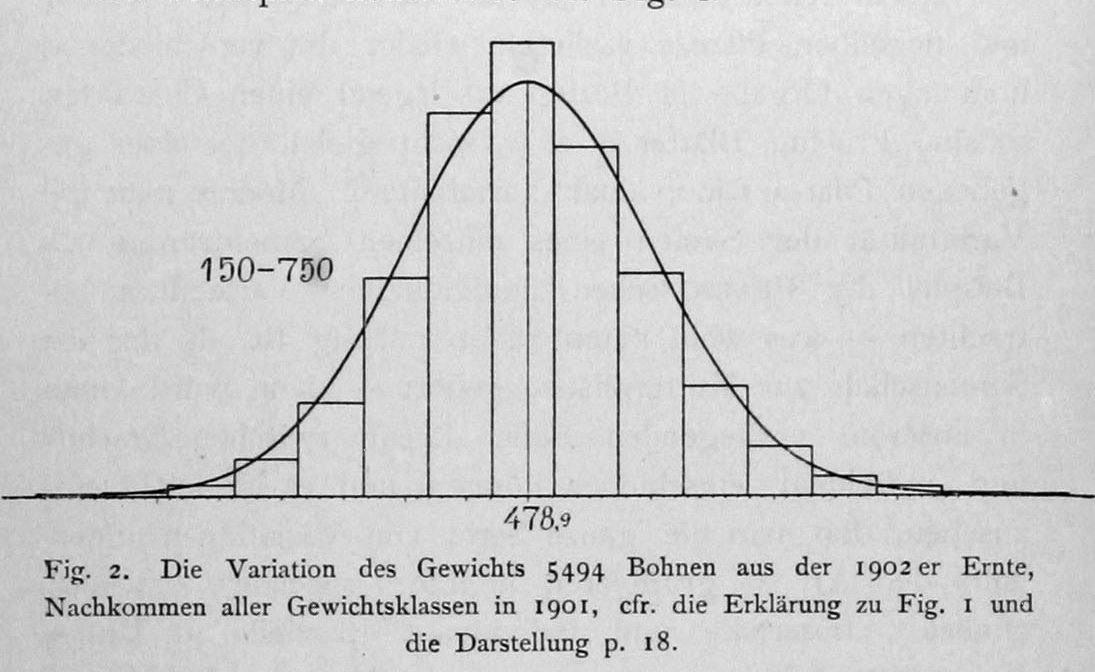 150-750
478,9
Fig. 2. Die Variation des Gewichts 5494 Bohnen aus der 1902er Ernte,
Nachkommen aller Gewichtsklassen in 1901, cfr. die Erklärung zu Fig. 1 und
die Darstellung p. 18.